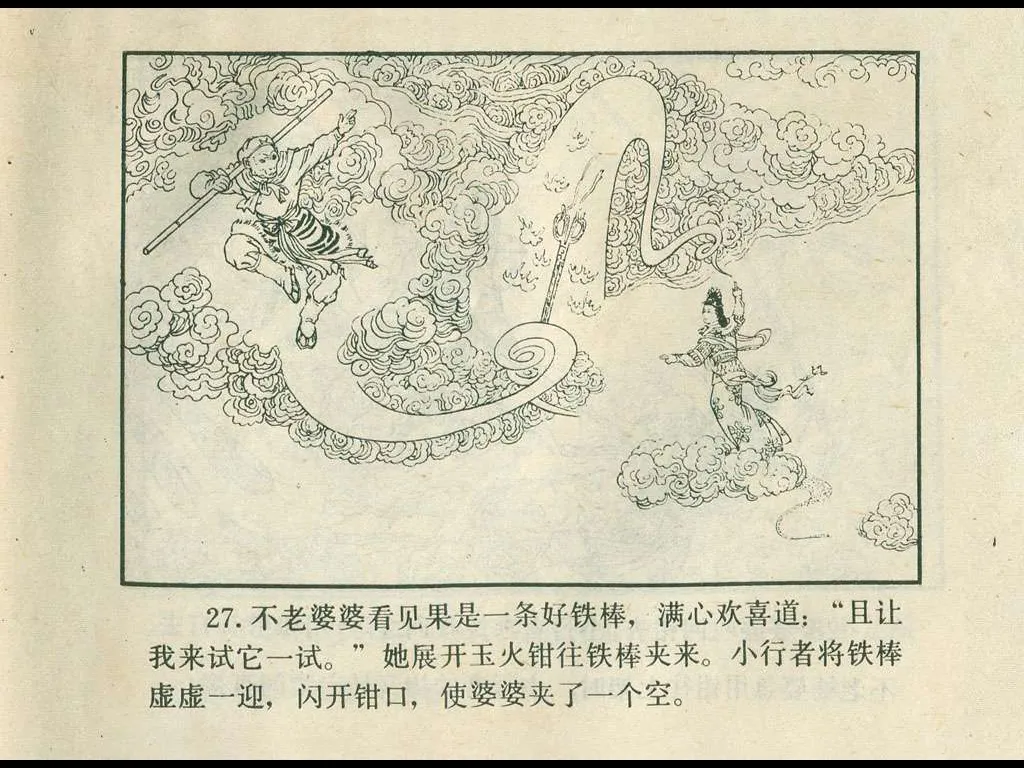 27. 不老婆婆看见果是一条好铁棒，满心欢喜道：“且让
我来试它一试。”她展开玉火钳往铁棒夹来。小行者将铁棒
虚虚一迎，闪开钳口，使婆婆夹了一个空。